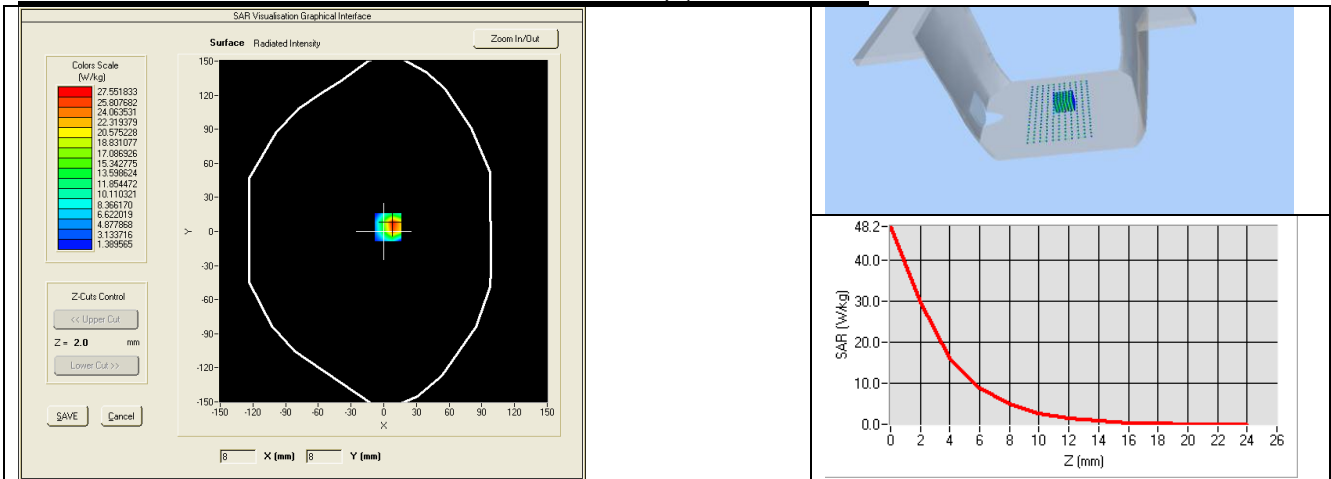 SAR Visualisation Graphical Interface
Surface Radiated Intensity
Zoom In/Out
Colors Scale
(W/kg)
27.551833
25.807682
24.063531
22.319379
20.575228
18.831077
17.086926
15.342775
13.598624
11.854472
10.110321
8.366170
6.622019
4.877868
3.133716
1.389565
Z-Cuts Control
<< Upper Cut
Z = 2.0 mm
Lower Cut >>
SAVE Cancel
150-
120-
90-
60-
30-
0-
-30-
-60-
-90-
-120-
-150-
Y
-150 -120 -90 -60 -30 0 30 60 90 120 150
X
8 X (mm) 8 Y (mm)
48.2-
40.0-
30.0-
20.0-
10.0-
0.0-
SAR (W/kg)
0 2 4 6 8 10 12 14 16 18 20 22 24 26
Z (mm)